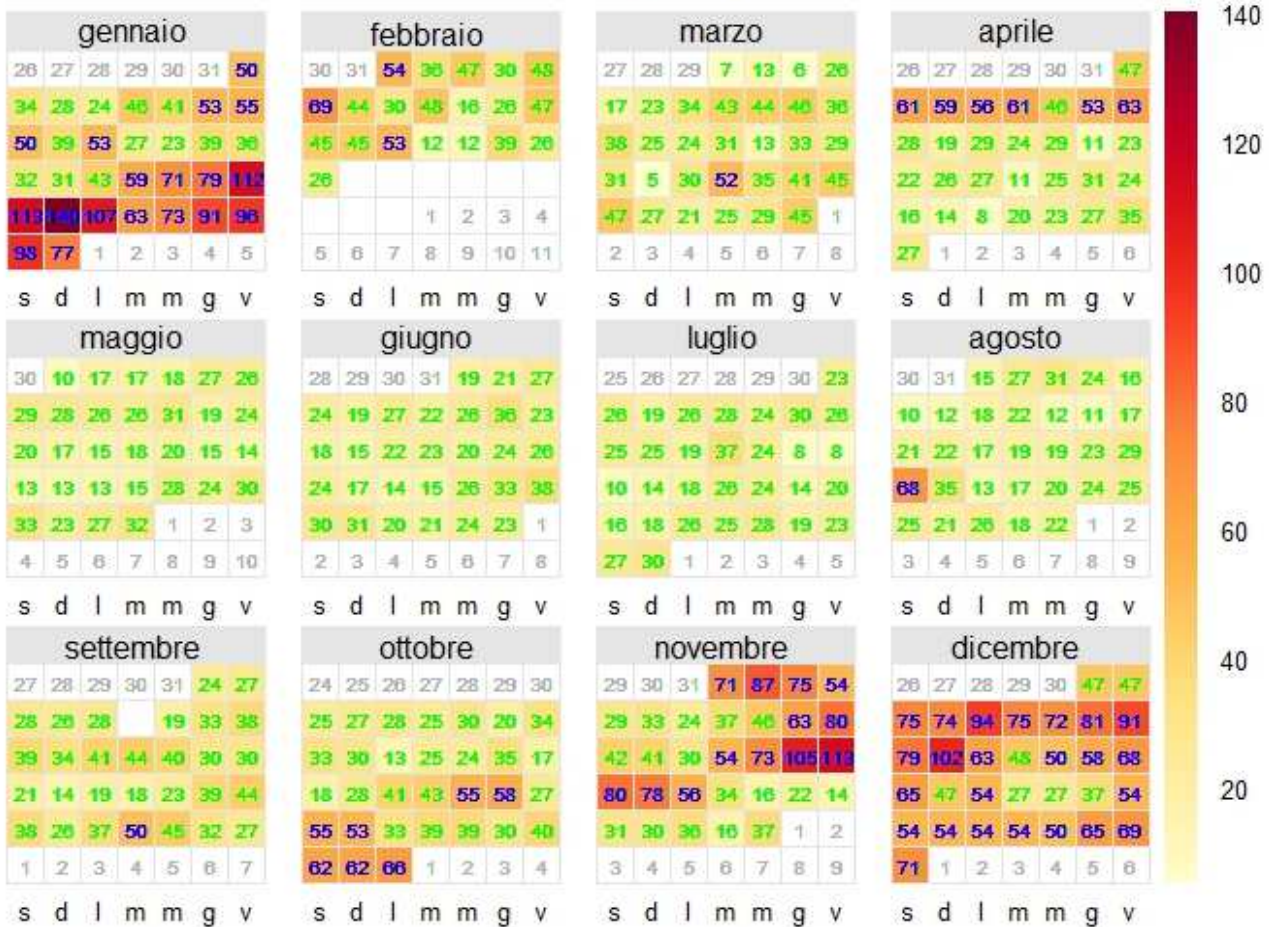 gennaio febbraio marzo aprile
26 27 28 29 30 31 50 30 31 54 36 47 30 48 27 28 29 7 13 6 26 26 27 28 29 30 31 47
34 28 24 46 41 53 55 69 44 30 48 16 26 47 17 23 34 43 44 46 36 61 59 56 61 46 53 63
50 39 53 27 23 39 36 45 45 53 12 12 39 26 38 25 24 31 13 33 29 28 19 29 24 29 11 23
32 31 43 59 71 79 112 26 31 5 30 52 35 41 45 22 26 27 11 25 31 24
113 140 107 63 73 91 96 1 2 3 4 47 27 21 25 29 45 1 16 14 8 20 23 27 35
98 77 1 2 3 4 5 5 6 7 8 9 10 11 2 3 4 5 6 7 8 27 1 2 3 4 5 6
s d l m m g v s d l m m g v s d l m m g v s d l m m g v
maggio giugno luglio agosto
30 10 17 17 18 27 26 28 29 30 31 19 21 27 25 26 27 28 29 30 23 30 31 15 27 31 24 16
29 28 26 26 31 19 24 24 19 27 22 26 36 23 26 19 26 28 24 30 26 10 12 18 22 12 11 17
20 17 15 18 20 15 14 18 15 22 23 20 24 26 25 25 19 37 24 8 8 21 22 17 19 19 23 29
13 13 13 15 28 24 30 24 17 14 15 26 33 38 10 14 18 26 24 14 20 68 35 13 17 20 24 25
33 23 27 32 1 2 3 30 31 20 21 24 23 1 16 18 26 25 28 19 23 25 21 26 18 22 1 2
4 5 6 7 8 9 10 2 3 4 5 6 7 8 27 30 1 2 3 4 5 3 4 5 6 7 8 9
s d l m m g v s d l m m g v s d l m m g v s d l m m g v
settembre ottobre novembre dicembre
27 28 29 30 31 24 27 24 25 26 27 28 29 30 29 30 31 71 87 75 54 26 27 28 29 30 47 47
28 26 28 19 33 38 25 27 28 25 30 20 34 29 33 24 37 46 63 80 75 74 94 75 72 81 91
39 34 41 44 40 30 30 33 30 13 25 24 35 17 42 41 30 54 73 105 113 79 102 63 48 50 58 68
21 14 19 18 23 39 44 18 28 41 43 55 58 27 80 78 56 34 16 22 14 65 47 54 27 27 37 54
38 26 37 50 45 32 27 55 53 33 39 39 30 40 31 30 36 16 37 1 2 54 54 54 54 50 65 69
1 2 3 4 5 6 7 62 62 66 1 2 3 4 3 4 5 6 7 8 9 71 1 2 3 4 5 6
s d l m m g v s d l m m g v s d l m m g v s d l m m g v
140
120
100
80
60
40
20